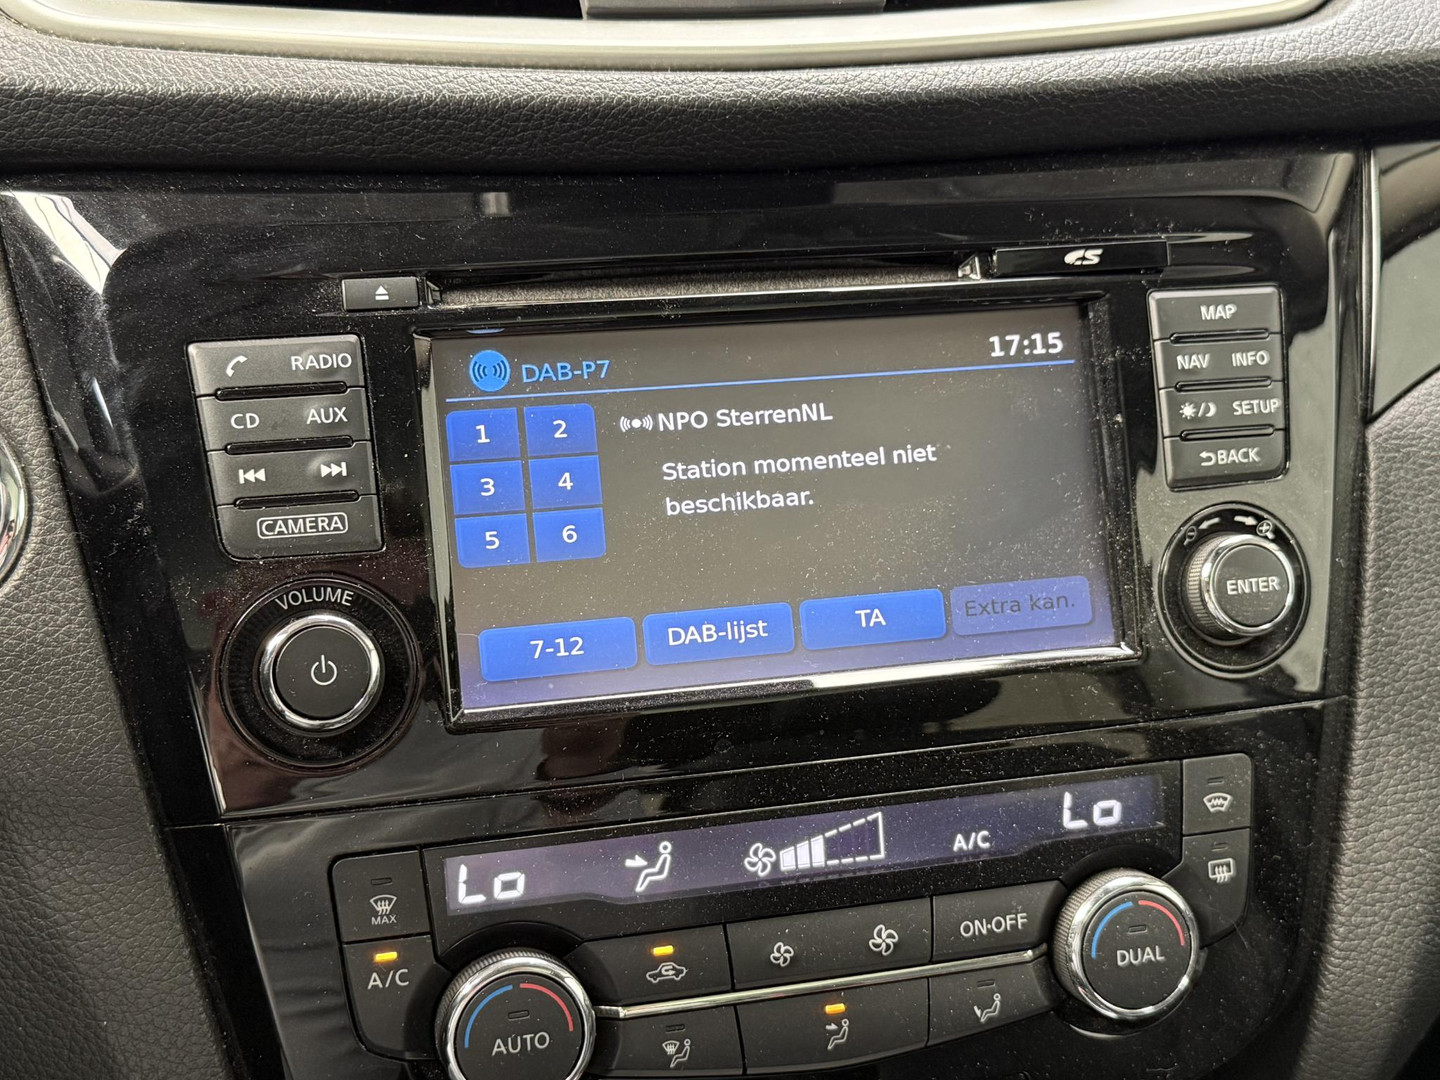 CS
MAP
NAV INFO
SETUP
BACK
ENTER
RADIO
CD AUX
CAMERA
VOLUME
DAB-P7
17:15
1 2
3 4
5 6
NPO SterrenNL
Station momenteel niet
beschikbaar.
7-12
DAB-lijst
TA
Extra kan.
Lo
A/C
Lo
MAX
A/C
AUTO
ON·OFF
DUAL